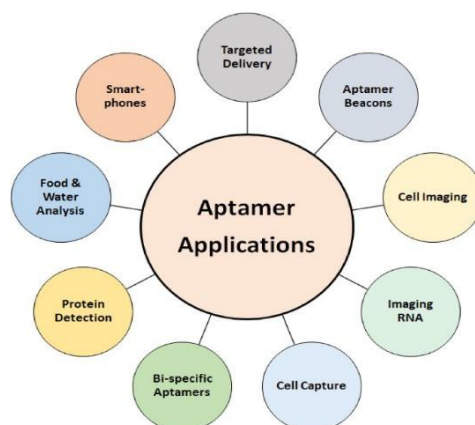 Targeted
Delivery
Aptamer
Beacons
Cell Imaging
Imaging
RNA
Cell Capture
Bi-specific
Aptamers
Protein
Detection
Food &
Water
Analysis
Smart-
phones
Aptamer
Applications